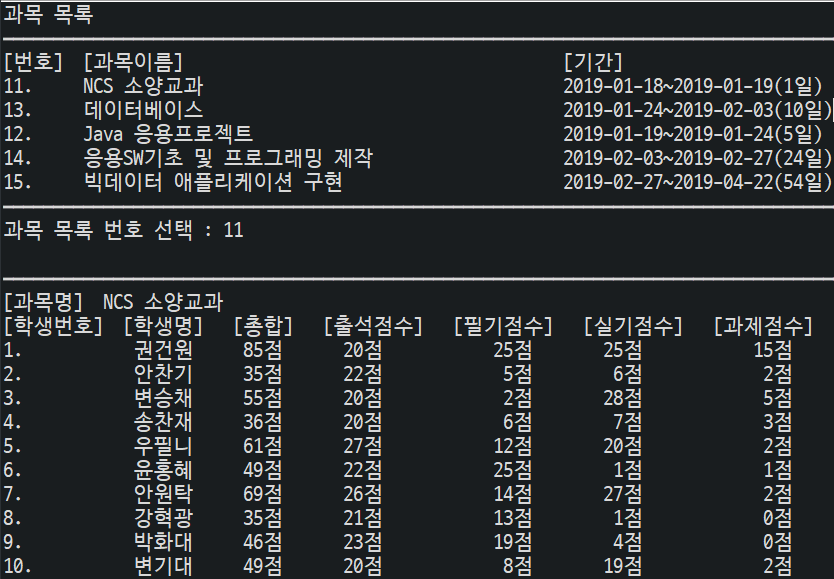 과목 목록
[번호] [과목이름] [기간]
11. NCS 소양교과 2019-01-18~2019-01-19(1일)
13. 데이터베이스 2019-01-24~2019-02-03(10일)
12. Java 응용프로젝트 2019-01-19~2019-01-24(5일)
14. 응용SW기초 및 프로그래밍 제작 2019-02-03~2019-02-27(24일)
15. 빅데이터 애플리케이션 구현 2019-02-27~2019-04-22(54일)
과목 목록 번호 선택 : 11
[과목명] NCS 소양교과
[학생번호] [학생명] [총합] [출석점수] [필기점수] [실기점수] [과제점수]
1. 권건원 85점 20점 25점 25점 15점
2. 안찬기 35점 22점 5점 6점 2점
3. 변승채 55점 20점 2점 28점 5점
4. 송찬재 36점 20점 6점 7점 3점
5. 우필니 61점 27점 12점 20점 2점
6. 윤홍혜 49점 22점 25점 1점 1점
7. 안원탁 69점 26점 14점 27점 2점
8. 강혁광 35점 21점 13점 1점 0점
9. 박화대 46점 23점 19점 4점 0점
10. 변기대 49점 20점 8점 19점 2점